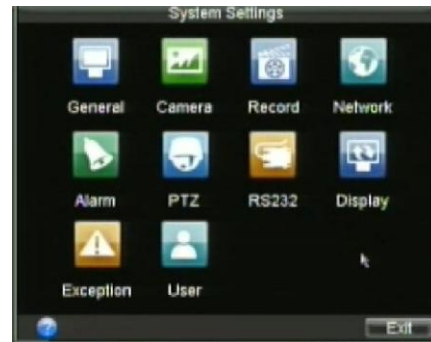 System Settings
General Camera Record Network
Alarm PTZ RS232 Display
Exception User
Exit